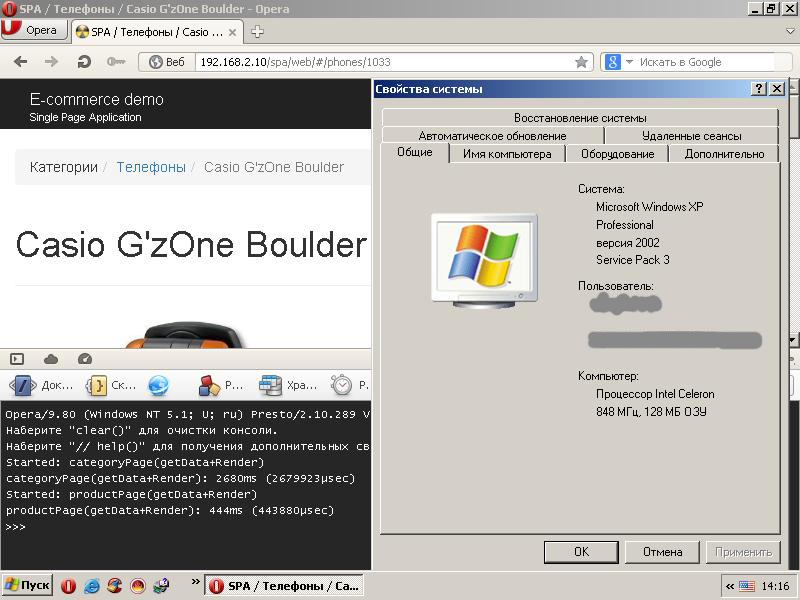 SPA / Телефоны / Casio G'zOne Boulder - Opera
Opera
SPA / Телефоны / Casio ...
Веб
192.168.2.10/spa/web/#/phones/1033
Искать в Google
E-commerce demo
Single Page Application
Категории / Телефоны / Casio G'zOne Boulder
Casio G'zOne Boulder
Док...
Ск...
Р...
Хра...
Р.
Opera/9.80 (Windows NT 5.1; U; ru) Presto/2.10.289 V
Наберите "clear()" для очистки консоли.
Наберите "// help()" для получения дополнительных св
Started: categoryPage(getData+Render)
categoryPage(getData+Render): 2680ms (2679923µsec)
Started: productPage(getData+Render)
productPage(getData+Render): 444ms (443880µsec)
>>>
Свойства системы
Восстановление системы
Автоматическое обновление
Удаленные сеансы
Общие
Имя компьютера
Оборудование
Дополнительно
Система:
Microsoft Windows XP
Professional
версия 2002
Service Pack 3
Пользователь:
Компьютер:
Процессор Intel Celeron
848 МГц, 128 МБ ОЗУ
OK
Отмена
Применить
Пуск
SPA / Телефоны / Ca...
14:16